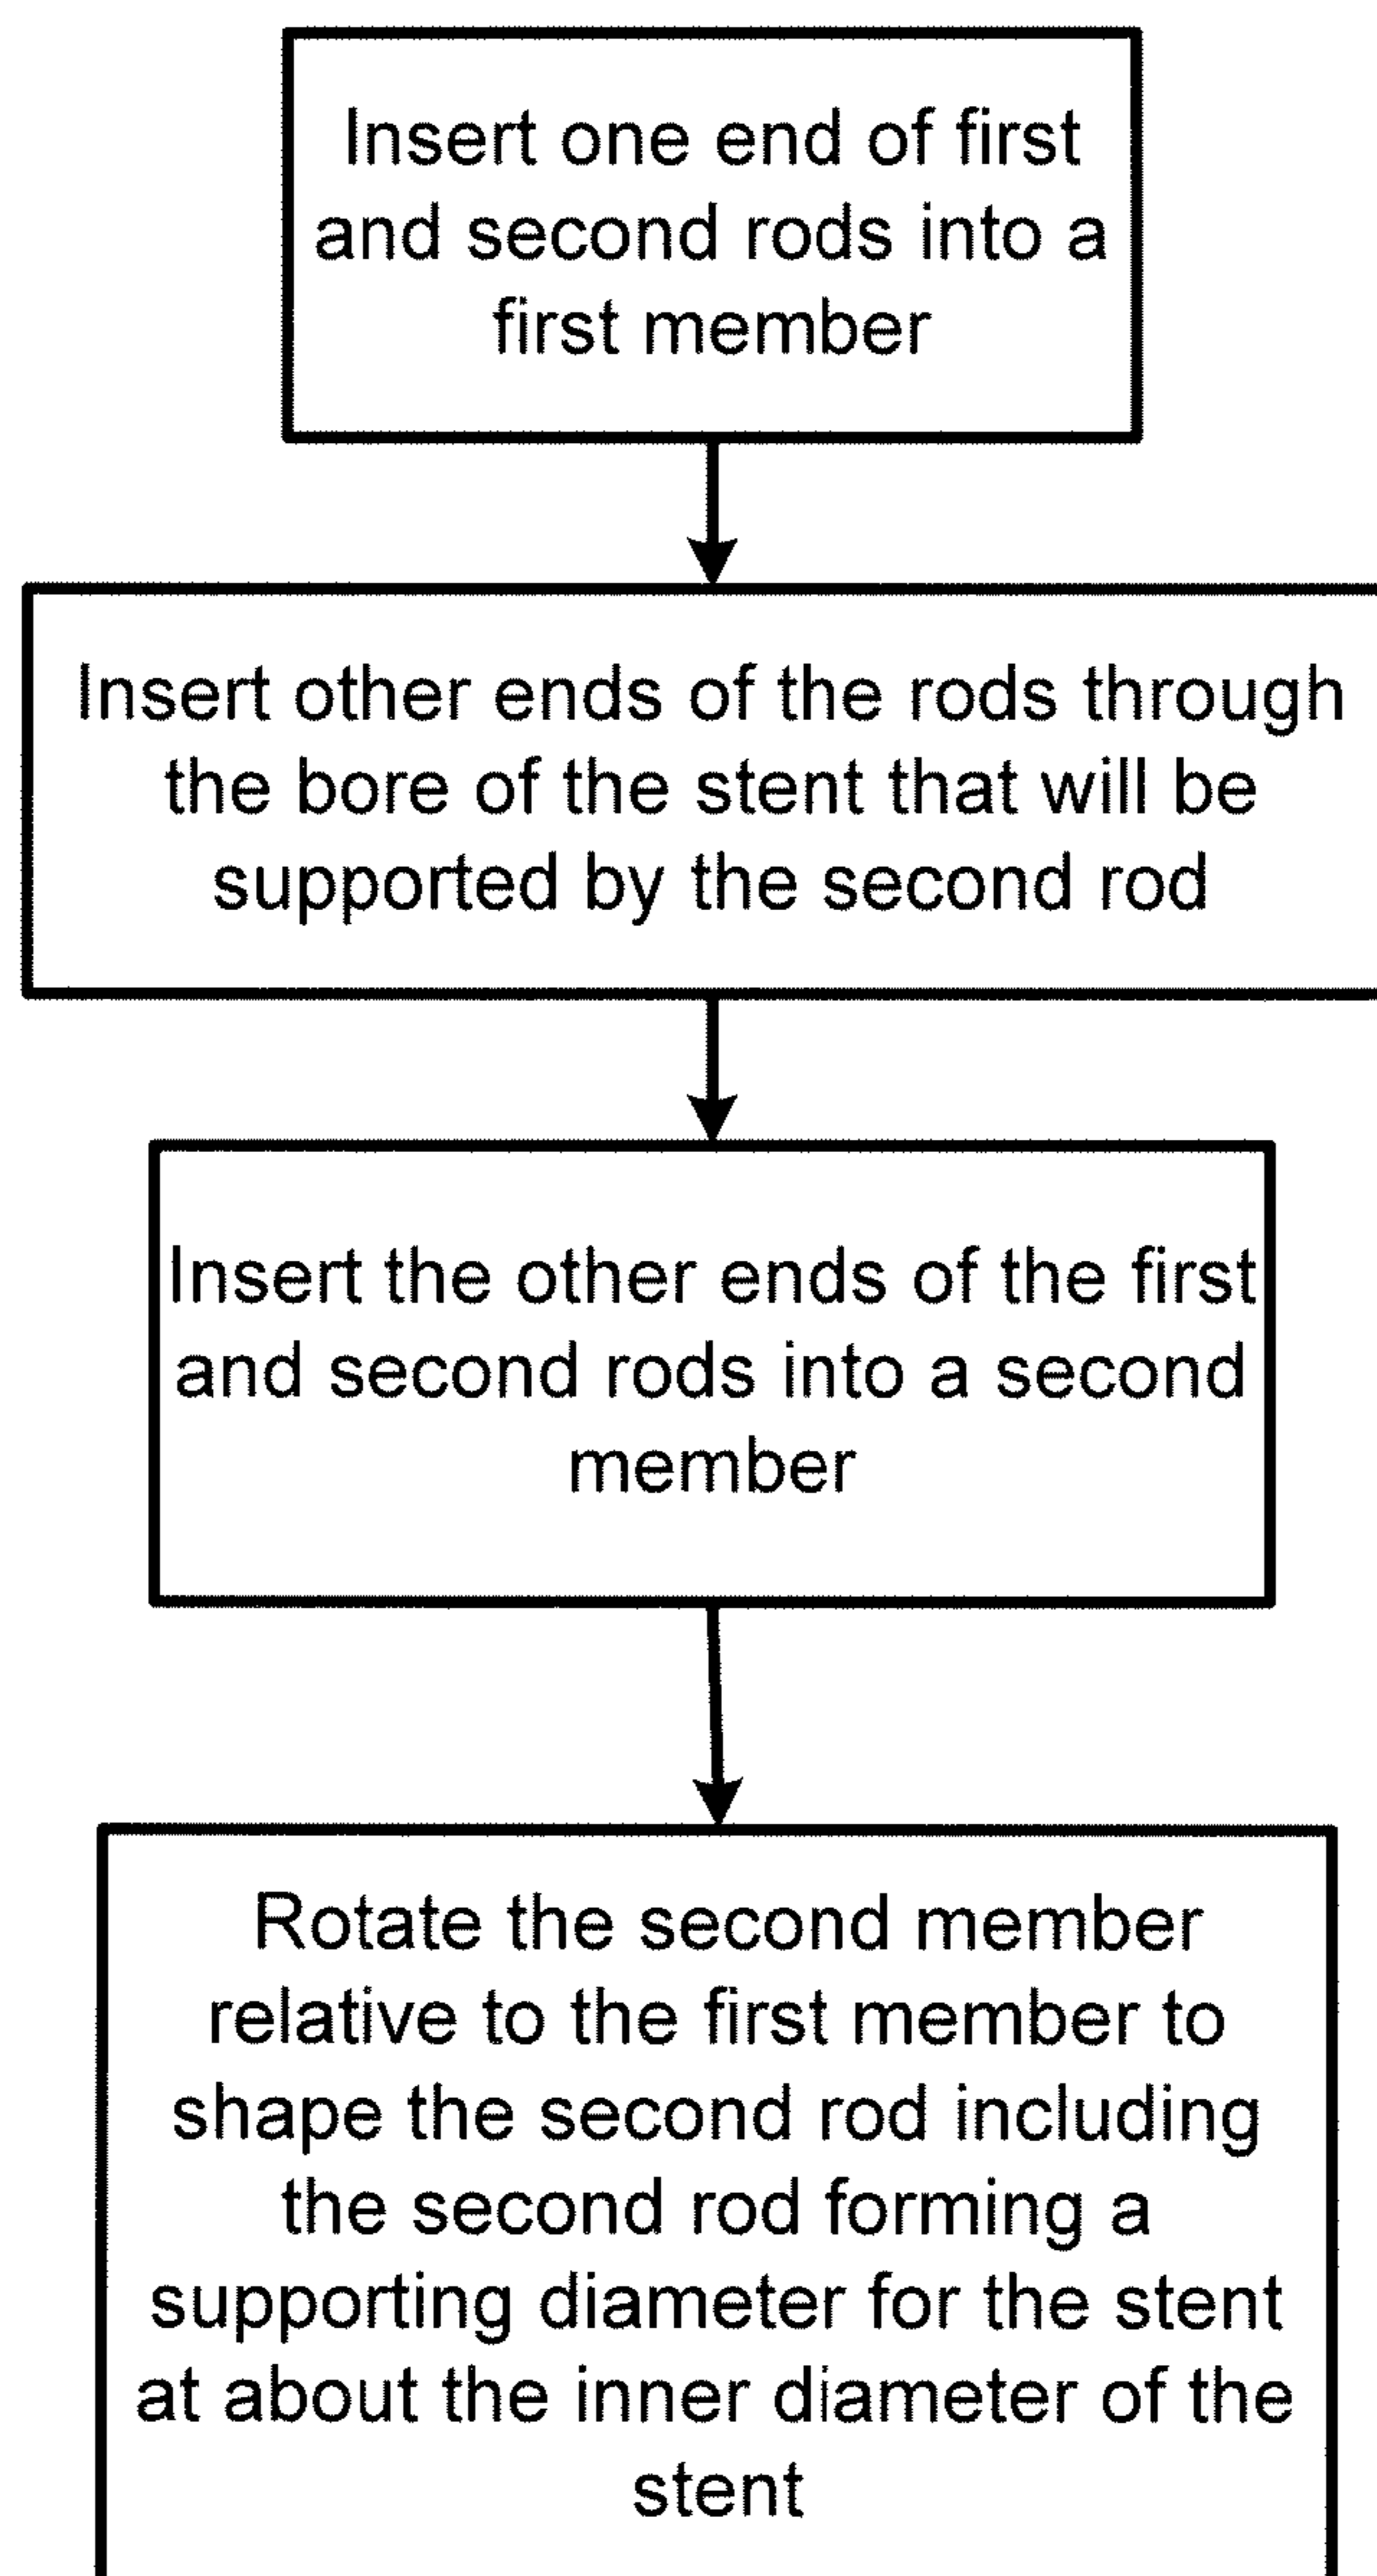 Insert one end of first
and second rods into a
first member
Insert other ends of the rods through
the bore of the stent that will be
supported by the second rod
Insert the other ends of the first
and second rods into a second
member
Rotate the second member
relative to the first member to
shape the second rod including
the second rod forming a
supporting diameter for the stent
at about the inner diameter of the
stent